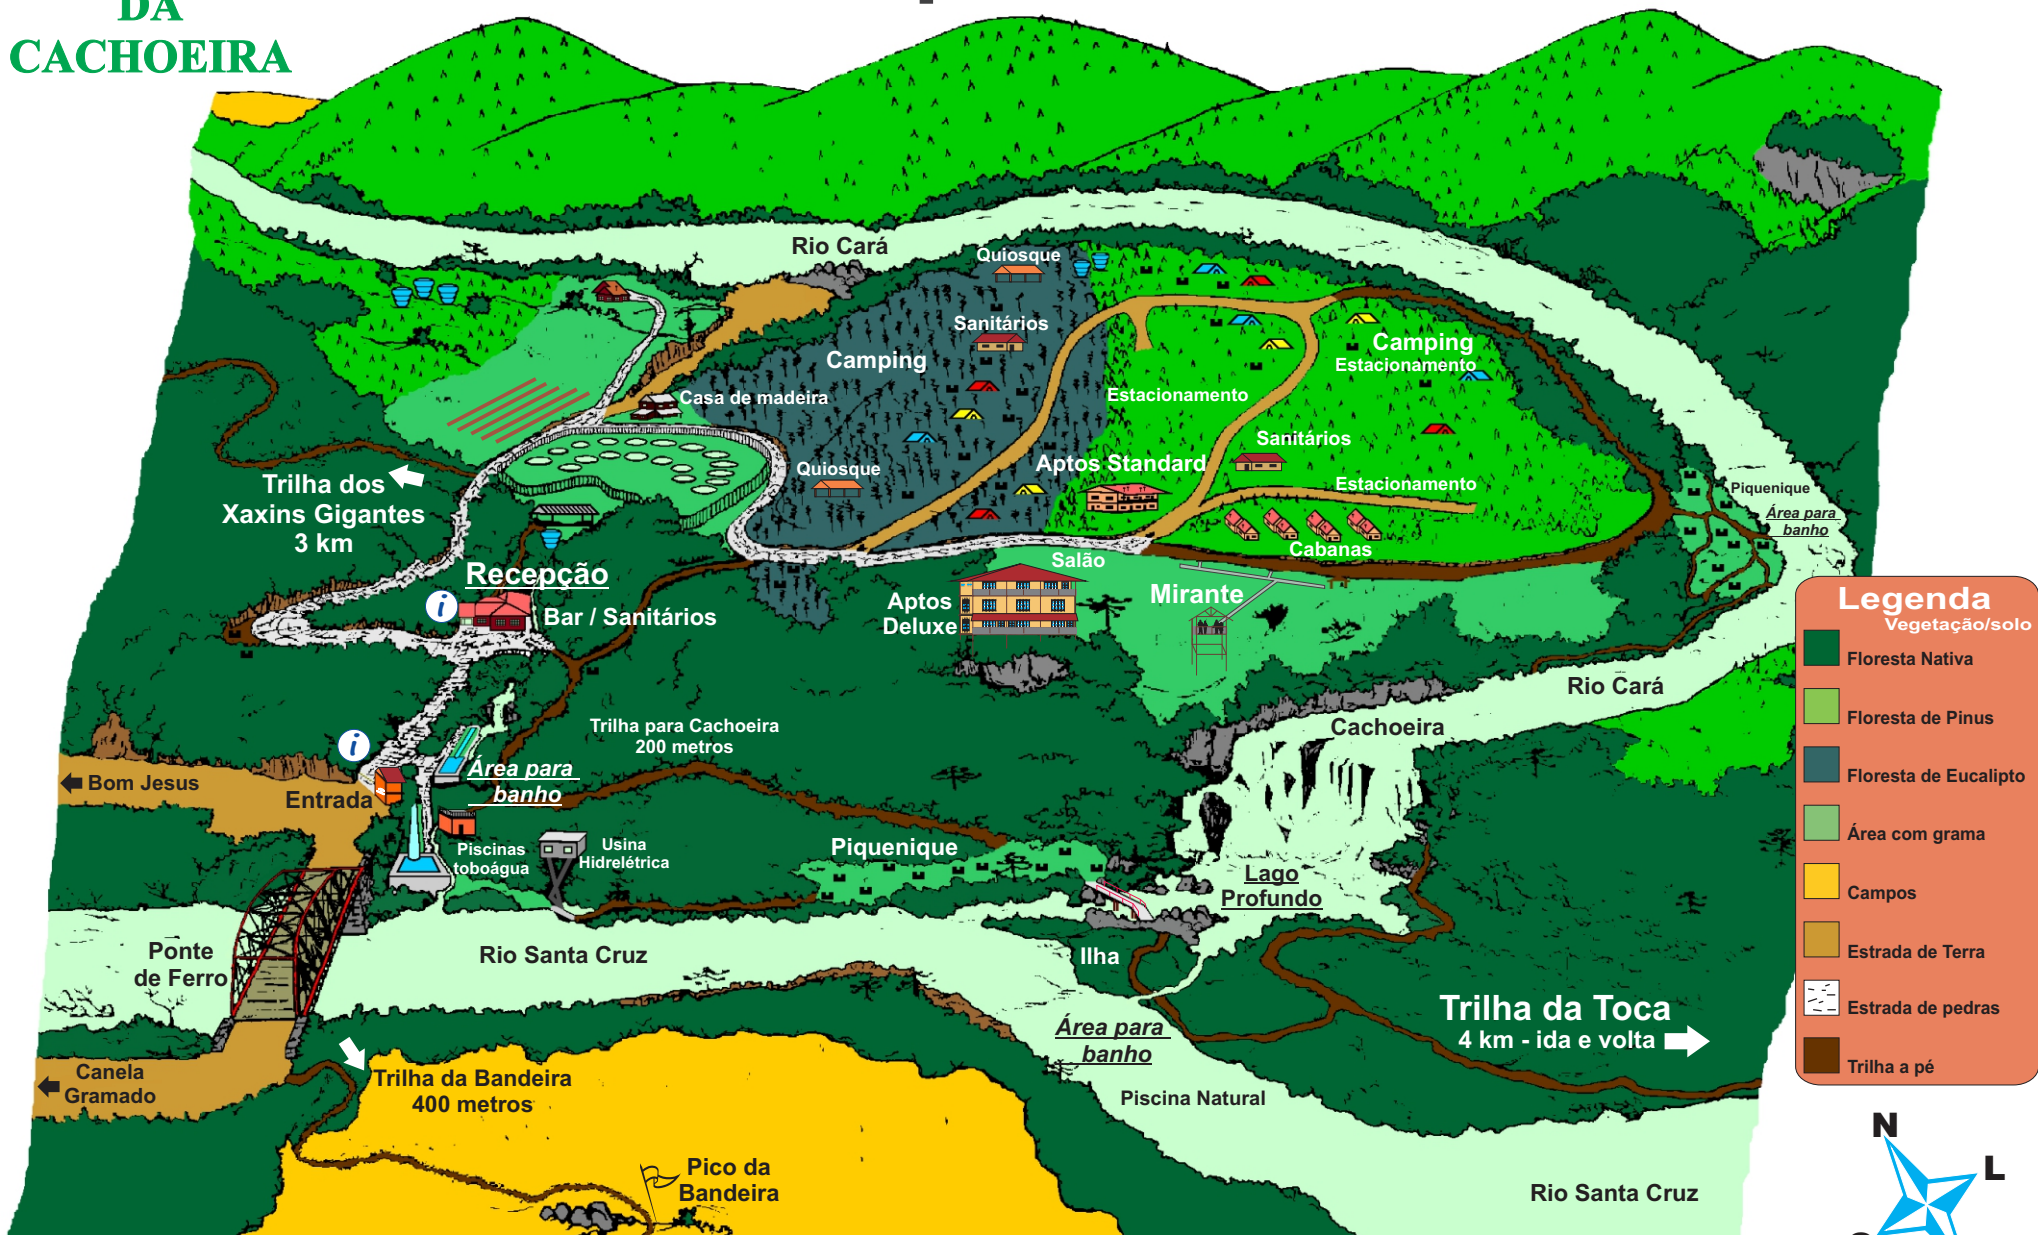 DA
CACHOEIRA
Rio Cará
Quiosque
Sanitários
Camping
Camping
Estacionamento
Casa de madeira
Estacionamento
Sanitários
Quiosque
Aptos Standard
Estacionamento
Trilha dos
Xaxins Gigantes
3 km
Piquenique
Área para
banho
Cabanas
Salão
Recepção
i
Bar / Sanitários
Aptos
Deluxe
Mirante
Rio Cará
Cachoeira
Trilha para Cachoeira
200 metros
i
Bom Jesus
Entrada
Área para
banho
Piscinas
toboágua
Usina
Hidrelétrica
Piquenique
Lago
Profundo
Ponte
de Ferro
Rio Santa Cruz
Ilha
Trilha da Toca
4 km - ida e volta
Área para
banho
Piscina Natural
Canela
Gramado
Trilha da Bandeira
400 metros
Pico da
Bandeira
Rio Santa Cruz
Legenda
Vegetação/solo
Floresta Nativa
Floresta de Pinus
Floresta de Eucalipto
Área com grama
Campos
Estrada de Terra
Estrada de pedras
Trilha a pé
N
L